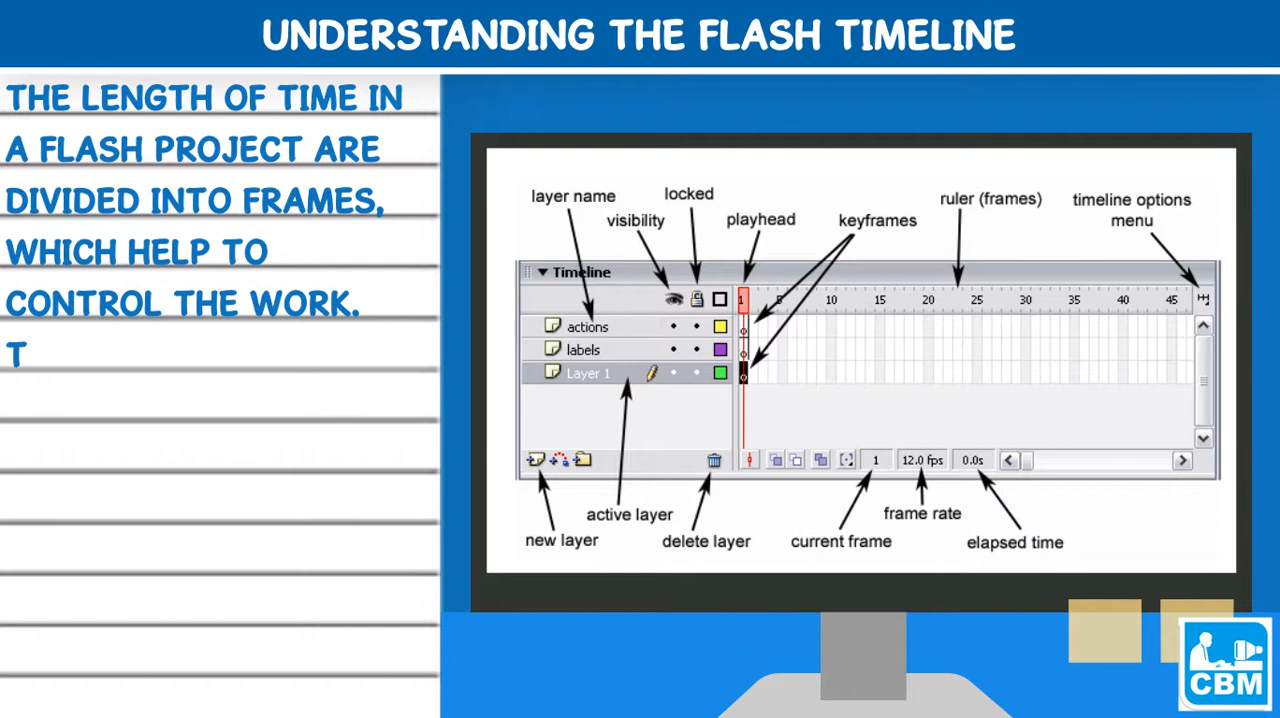 UNDERSTANDING THE FLASH TIMELINE
THE LENGTH OF TIME IN
A FLASH PROJECT ARE
DIVIDED INTO FRAMES,
WHICH HELP TO
CONTROL THE WORK.
T
layer name
visibility
locked
playhead
keyframes
ruler (frames)
timeline options
menu
Timeline
1 5 10 15 20 25 30 35 40 45
actions
labels
Layer 1
1 12.0 fps 0.0s
new layer
active layer
delete layer
current frame
frame rate
elapsed time
CBM